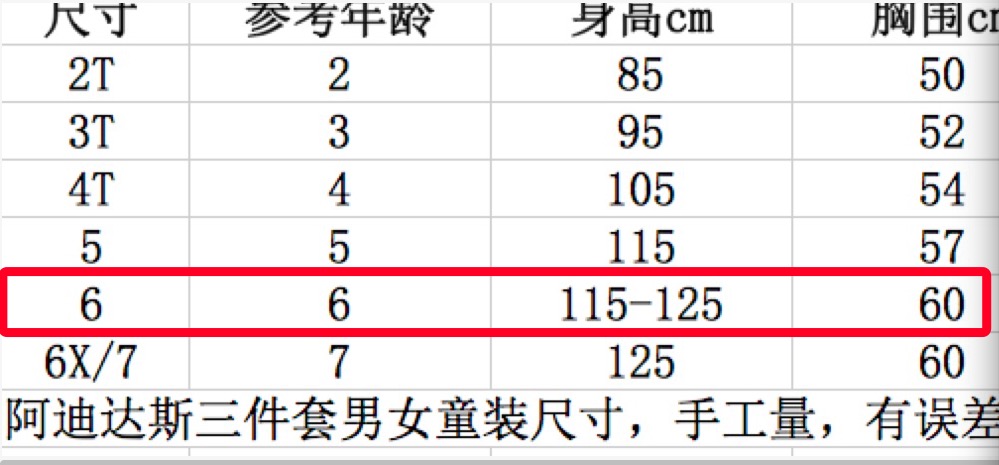 尺寸 参考年龄 身高cm 胸围c
2T 2 85 50
3T 3 95 52
4T 4 105 54
5 5 115 57
6 6 115-125 60
6X/7 7 125 60
阿迪达斯三件套男女童装尺寸，手工量，有误差